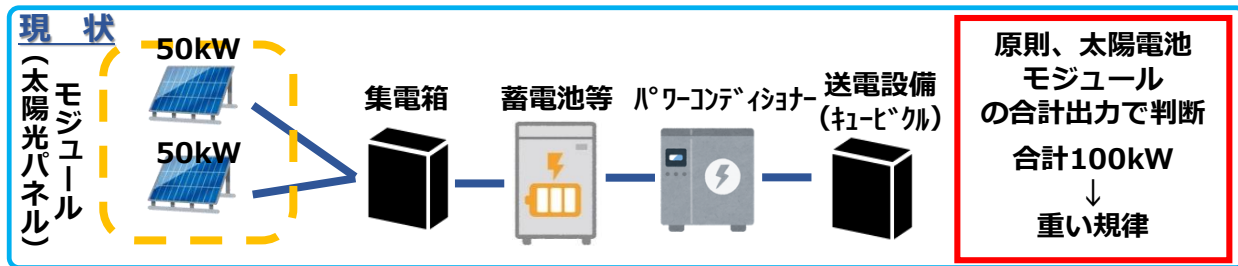 現　状
モジュール
（太陽光パネル）
50kW
50kW
集電箱
蓄電池等
ﾊﾟﾜｰｺﾝﾃﾞｨｼｮﾅｰ
送電設備
（ｷｭｰﾋﾞｸﾙ）
原則、太陽電池
モジュール
の合計出力で判断
合計100kW
↓
重い規律